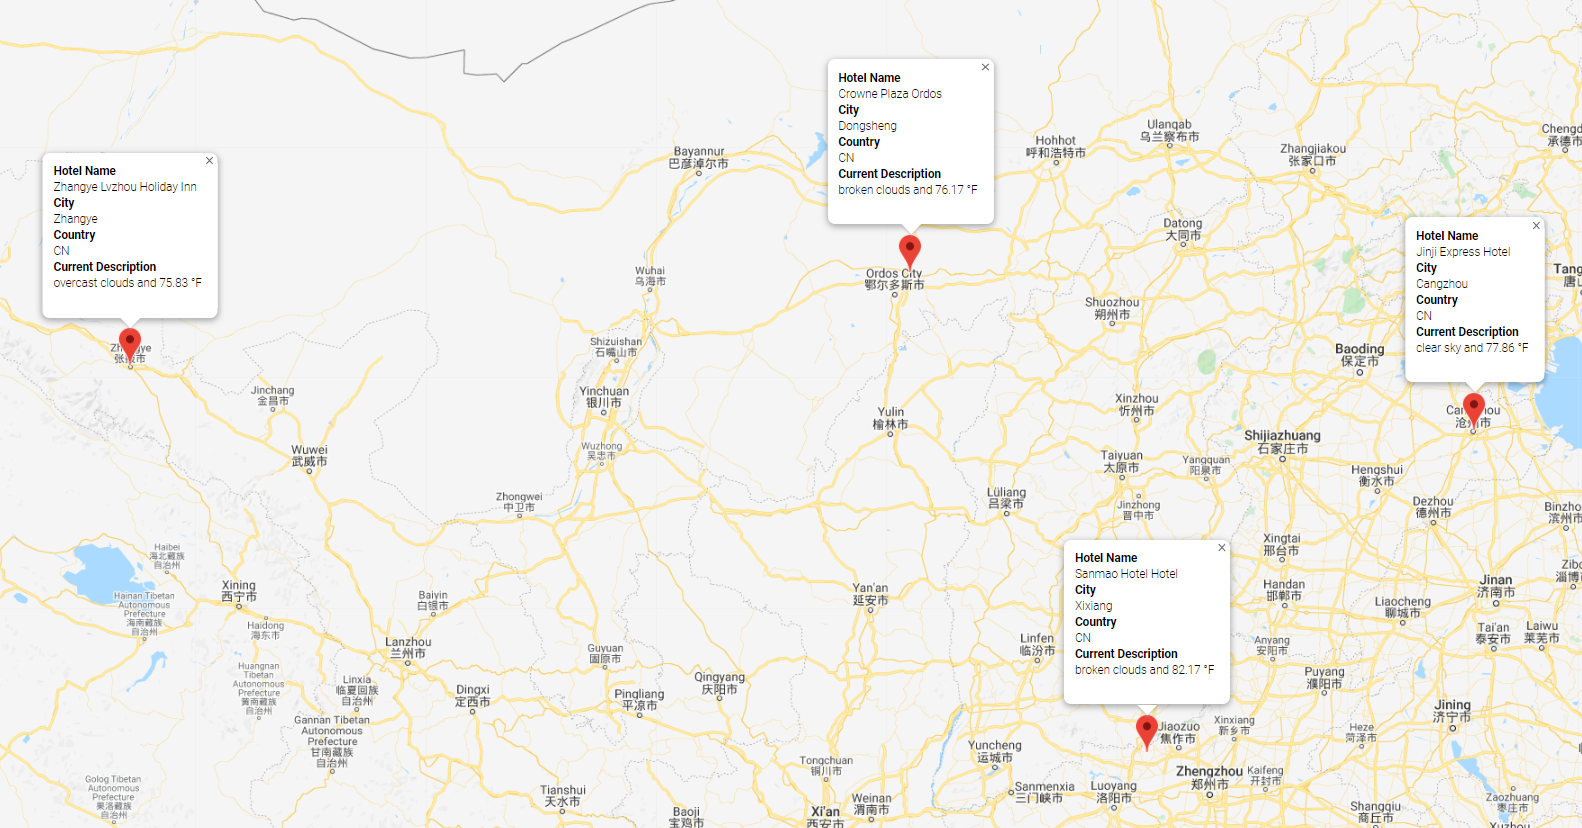 Hotel Name
Crowne Plaza Ordos
City
Dongsheng
Country
CN
Current Description
broken clouds and 76.17 °F
Hotel Name
Zhangye Lvzhou Holiday Inn
City
Zhangye
Country
CN
Current Description
overcast clouds and 75.83 °F
Hotel Name
Jinji Express Hotel
City
Cangzhou
Country
CN
Current Description
clear sky and 77.86 °F
Hotel Name
Sanmao Hotel Hotel
City
Xixiang
Country
CN
Current Description
broken clouds and 82.17 °F
Ulanqab
乌兰察布市
Hohhot
呼和浩特市
Zhangjiakou
张家口市
Chengd
承德市
Bayannur
巴彦淖尔市
Datong
大同市
Wuhai
乌海市
Ordos City
鄂尔多斯市
Tang
唐山
Shuozhou
朔州市
Shizuishan
石嘴山市
Baoding
保定市
Jinchang
金昌市
Yinchuan
银川市
Xinzhou
忻州市
Yulin
榆林市
Shijiazhuang
石家庄市
Wuwei
武威市
Wuzhong
吴忠市
Taiyuan
太原市
Yangquan
阳泉市
Hengshui
衡水市
Zhongwei
中卫市
Lüliang
吕梁市
Jinzhong
晋中市
Dezhou
德州市
Binzho
滨州市
Haibei
海北藏族
自治州
Xingtai
邢台市
Xining
西宁市
Yan'an
延安市
Handan
邯郸市
Jinan
济南市
Zibo
淄博市
Hainan Tibetan
Autonomous
Prefecture
海南藏族
自治州
Baiyin
白银市
Liaocheng
聊城市
Haidong
海东市
Tai'an
泰安市
Laiwu
莱芜市
Lanzhou
兰州市
Guyuan
固原市
Linfen
临汾市
Anyang
安阳市
Huangnan
Tibetan
Autonomous
Prefecture
黄南藏族
自治州
Linxia
临夏回族
自治州
Qingyang
庆阳市
Puyang
濮阳市
Dingxi
定西市
Pingliang
平凉市
Jining
济宁市
Gannan Tibetan
Autonomous
Prefecture
甘南藏族
自治州
Jiaozuo
焦作市
Xinxiang
新乡市
Heze
菏泽市
Yuncheng
运城市
Tongchuan
铜川市
Zhengzhou
郑州市
Kaifeng
开封市
Golog Tibetan
Autonomous
Prefecture
果洛藏族
自治州
Tianshui
天水市
Sanmenxia
三门峡市
Luoyang
洛阳市
Weinan
渭南市
Zaozhuang
枣庄市
Baoji
宝鸡市
Xi'an
西安市
Shangqiu
商丘市
Xuzhou